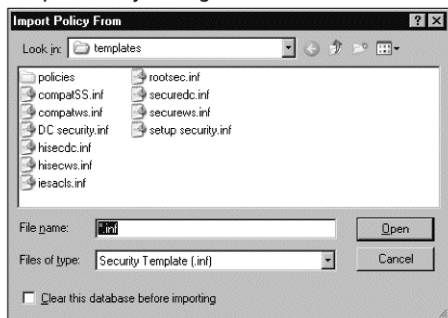 Import Policy From
Look in: templates
policies
compatSS.inf
compatws.inf
DC security.inf
hisecdc.inf
hisecws.inf
iesacls.inf
rootsec.inf
securedc.inf
securews.inf
setup security.inf
File name: *.inf
Open
Files of type: Security Template (.inf)
Cancel
Clear this database before importing